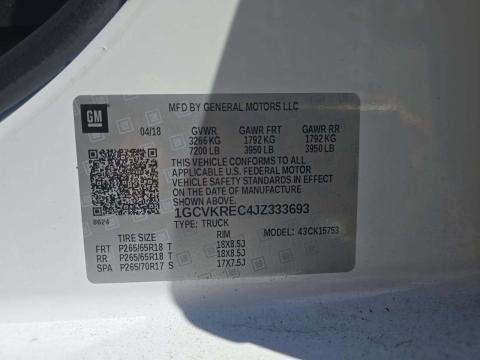 GM
MFD BY GENERAL MOTORS LLC
04/18 GVWR GAWR FRT GAWR RR
3266 KG 1792 KG 1792 KG
7200 LB 3950 LB 3950 LB
THIS VEHICLE CONFORMS TO ALL
APPLICABLE U.S. FEDERAL MOTOR
VEHICLE SAFETY STANDARDS IN
EFFECT ON THE DATE OF MANUFACTURE
SHOWN ABOVE.
1GCVKREC4JZ333693
TYPE: TRUCK
MODEL: 43CK15753
TIRE SIZE RIM
FRT P265/65R18 T 18X8.5J
RR P265/65R18 T 18X8.5J
SPA P265/70R17 S 17X7.5J